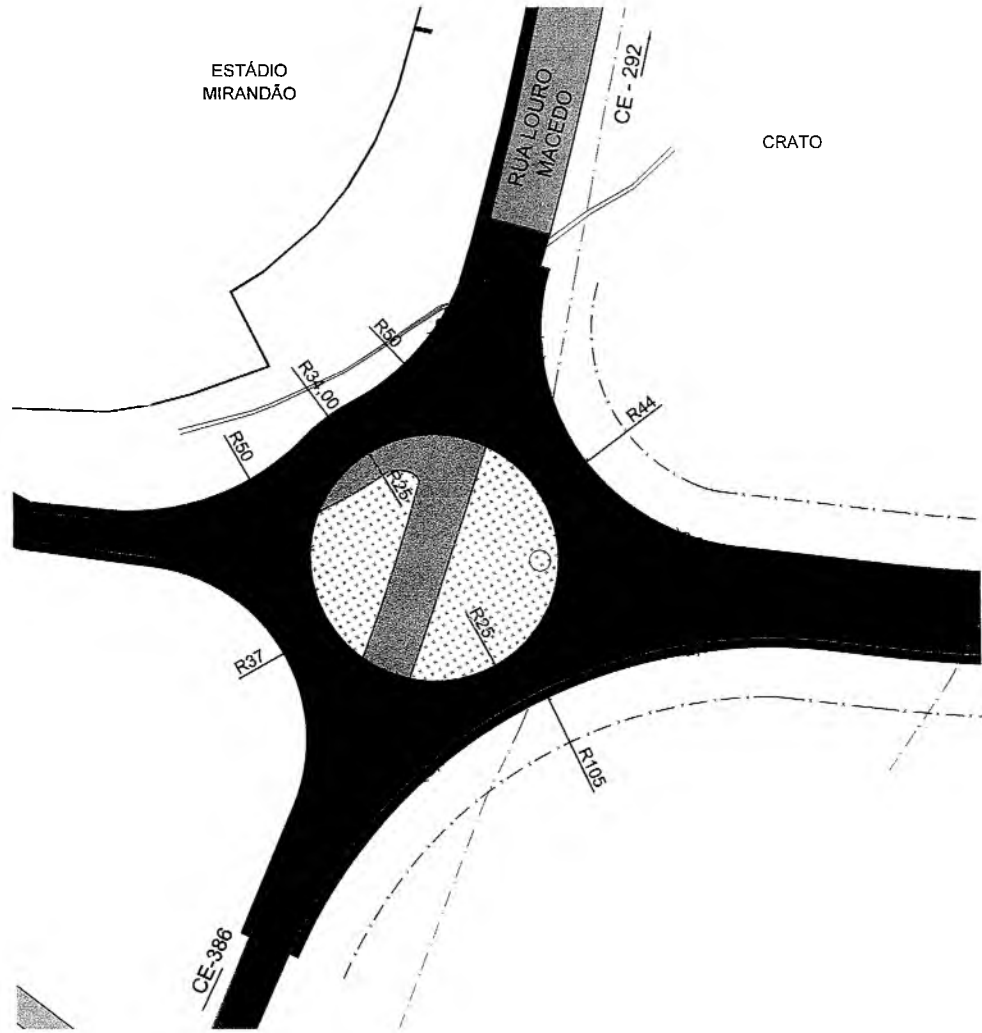 ESTÁDIO
MIRANDÃO
RUA LOURO
MACEDO
CE - 292
CRATO
R50
R34,00
R50
R44
R25
R25
R37
R105
CE-386